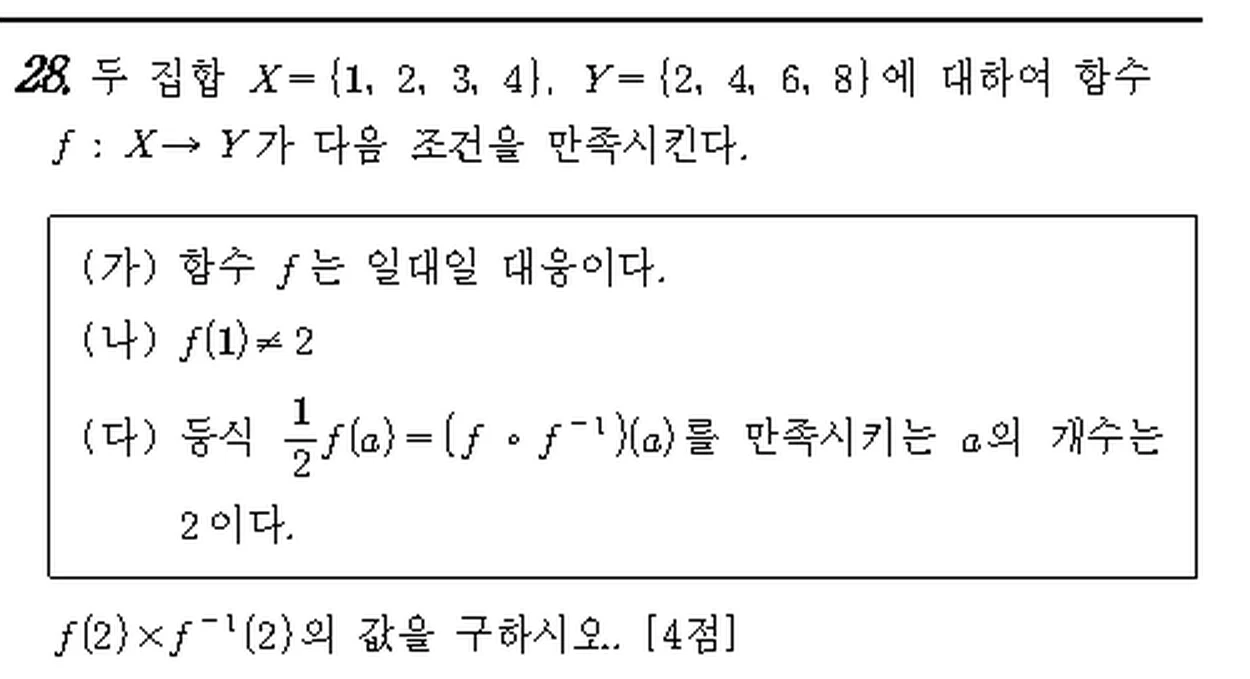 28. 두 집합 X={1, 2, 3, 4}, Y={2, 4, 6, 8}에 대하여 함수
f : X→Y가 다음 조건을 만족시킨다.
(가) 함수 f는 일대일 대응이다.
(나) f(1)≠2
(다) 등식 1/2 f(a)=(f∘f⁻¹)(a)를 만족시키는 a의 개수는
2이다.
f(2)×f⁻¹(2)의 값을 구하시오.. [4점]